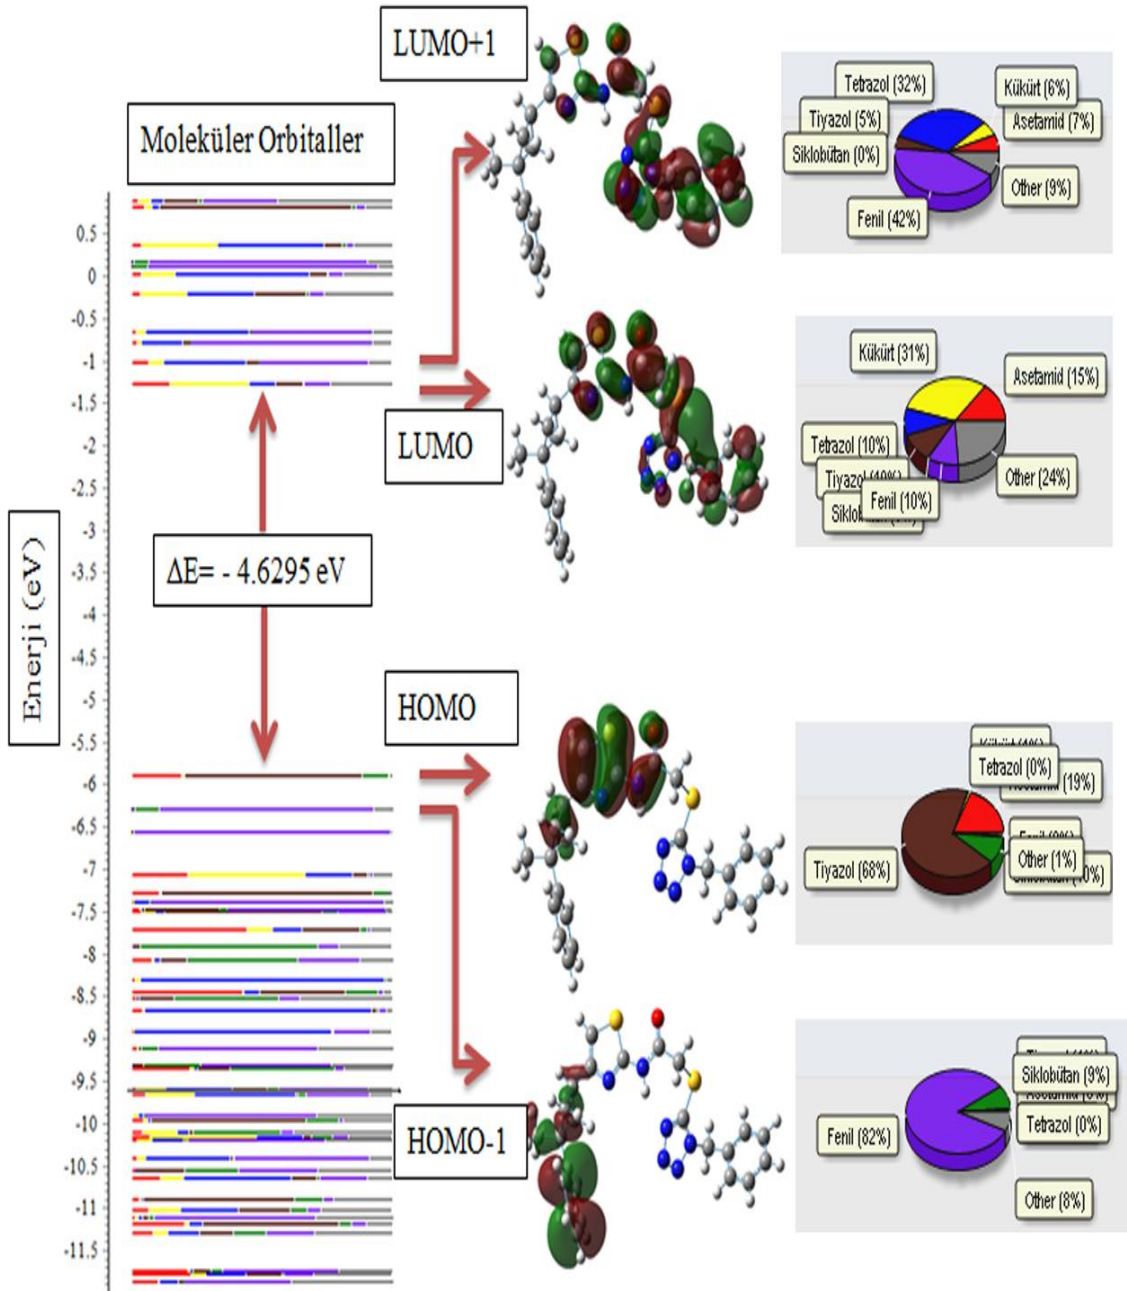 LUMO+1
Moleküler Orbitaller
Tetrazol (32%)
Kükürt (6%)
Tiyazol (5%)
Asetamid (7%)
Siklobütan (0%)
Other (9%)
Fenil (42%)
0.5
0
-0.5
-1
-1.5
-2
-2.5
-3
-3.5
-4
-4.5
-5
-5.5
-6
-6.5
-7
-7.5
-8
-8.5
-9
-9.5
-10
-10.5
-11
-11.5
Enerji (eV)
ΔE= - 4.6295 eV
LUMO
Kükürt (31%)
Asetamid (15%)
Tetrazol (10%)
Other (24%)
Fenil (10%)
HOMO
Tetrazol (0%)
(19%)
Tiyazol (68%)
Other (1%)
HOMO-1
Siklobütan (9%)
Fenil (82%)
Tetrazol (0%)
Other (8%)